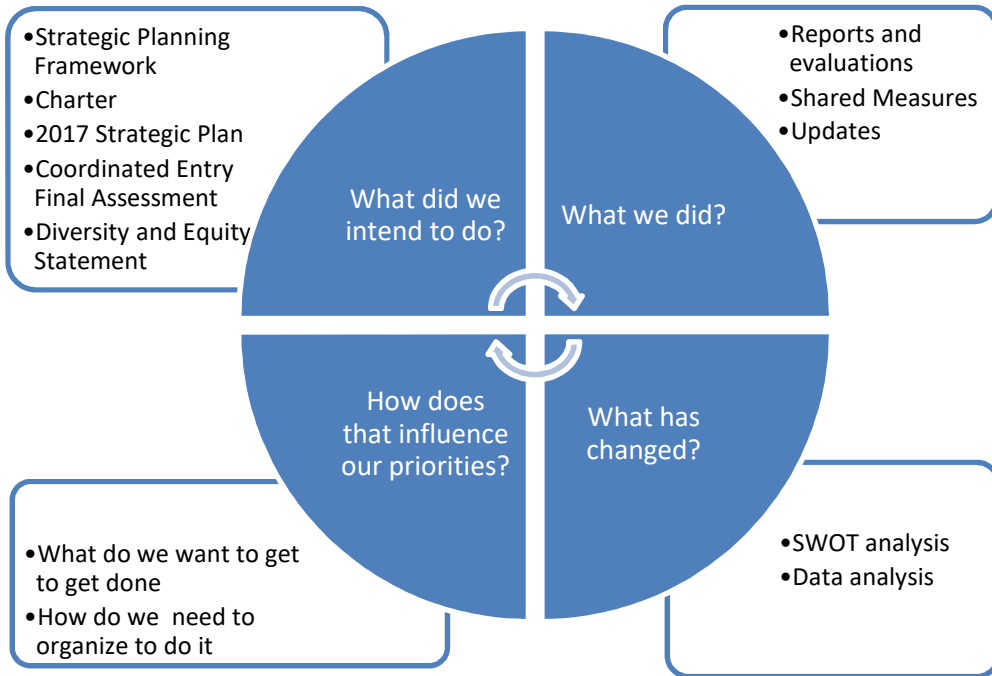 •Strategic Planning
Framework
•Charter
•2017 Strategic Plan
•Coordinated Entry
Final Assessment
•Diversity and Equity
Statement
What did we
intend to do?
•Reports and
evaluations
•Shared Measures
•Updates
What we did?
How does
that influence
our priorities?
•What do we want to get
to get done
•How do we need to
organize to do it
What has
changed?
•SWOT analysis
•Data analysis